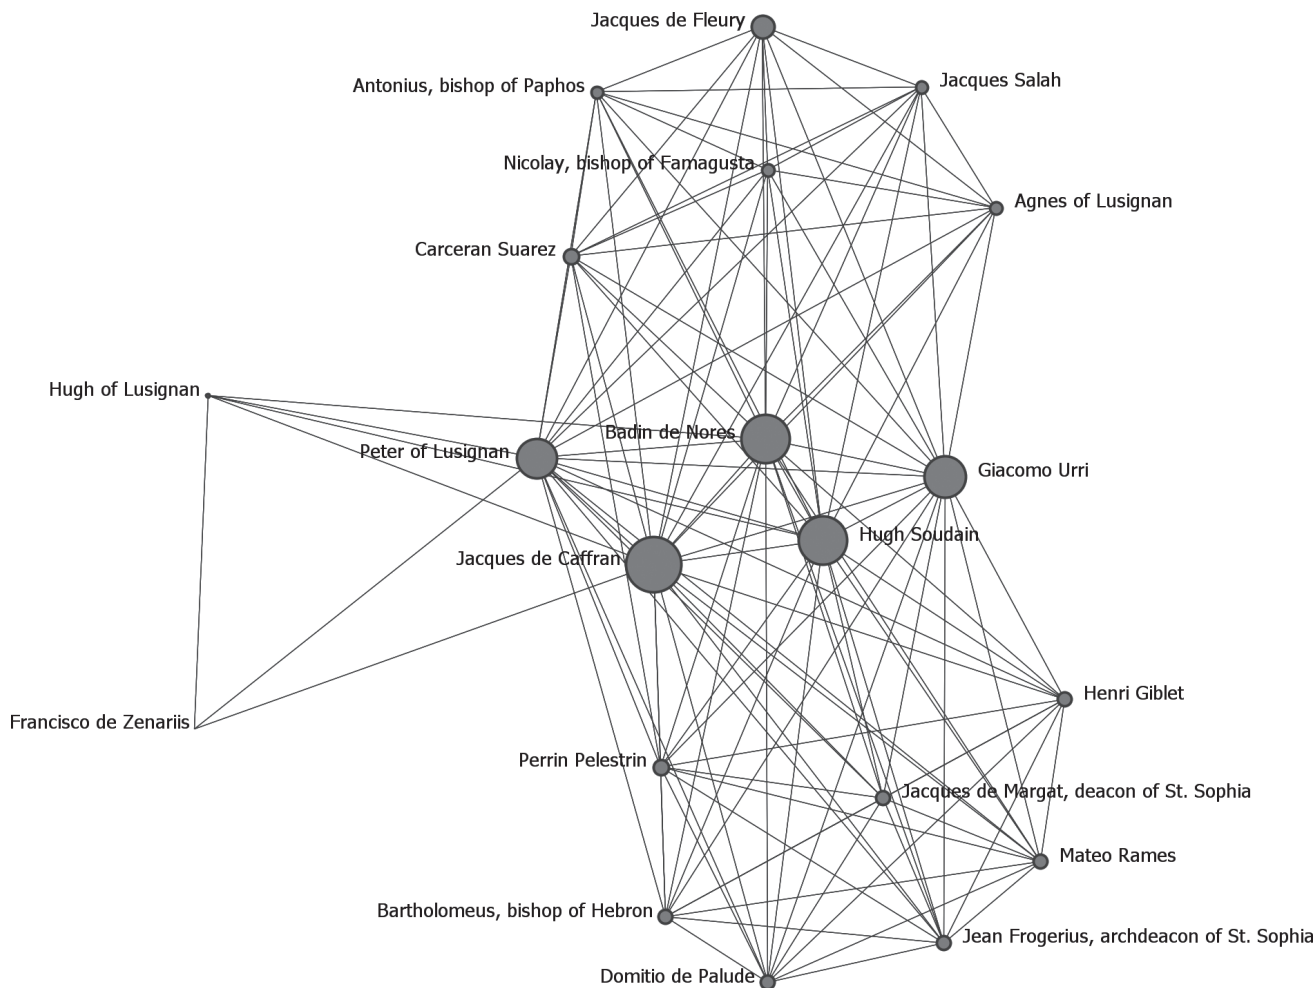 Jacques de Fleury
Antonius, bishop of Paphos
Jacques Salah
Nicolay, bishop of Famagusta
Agnes of Lusignan
Carceran Suarez
Hugh of Lusignan
Badin de Nores
Peter of Lusignan
Giacomo Urri
Hugh Soudain
Jacques de Caffran
Henri Giblet
Francisco de Zenariis
Perrin Pelestrin
Jacques de Margat, deacon of St. Sophia
Mateo Rames
Bartholomeus, bishop of Hebron
Jean Frogerius, archdeacon of St. Sophia
Domitio de Palude